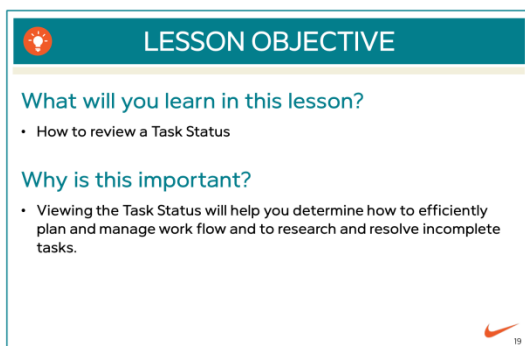 LESSON OBJECTIVE
What will you learn in this lesson?
• How to review a Task Status
Why is this important?
• Viewing the Task Status will help you determine how to efficiently
plan and manage work flow and to research and resolve incomplete
tasks.
19